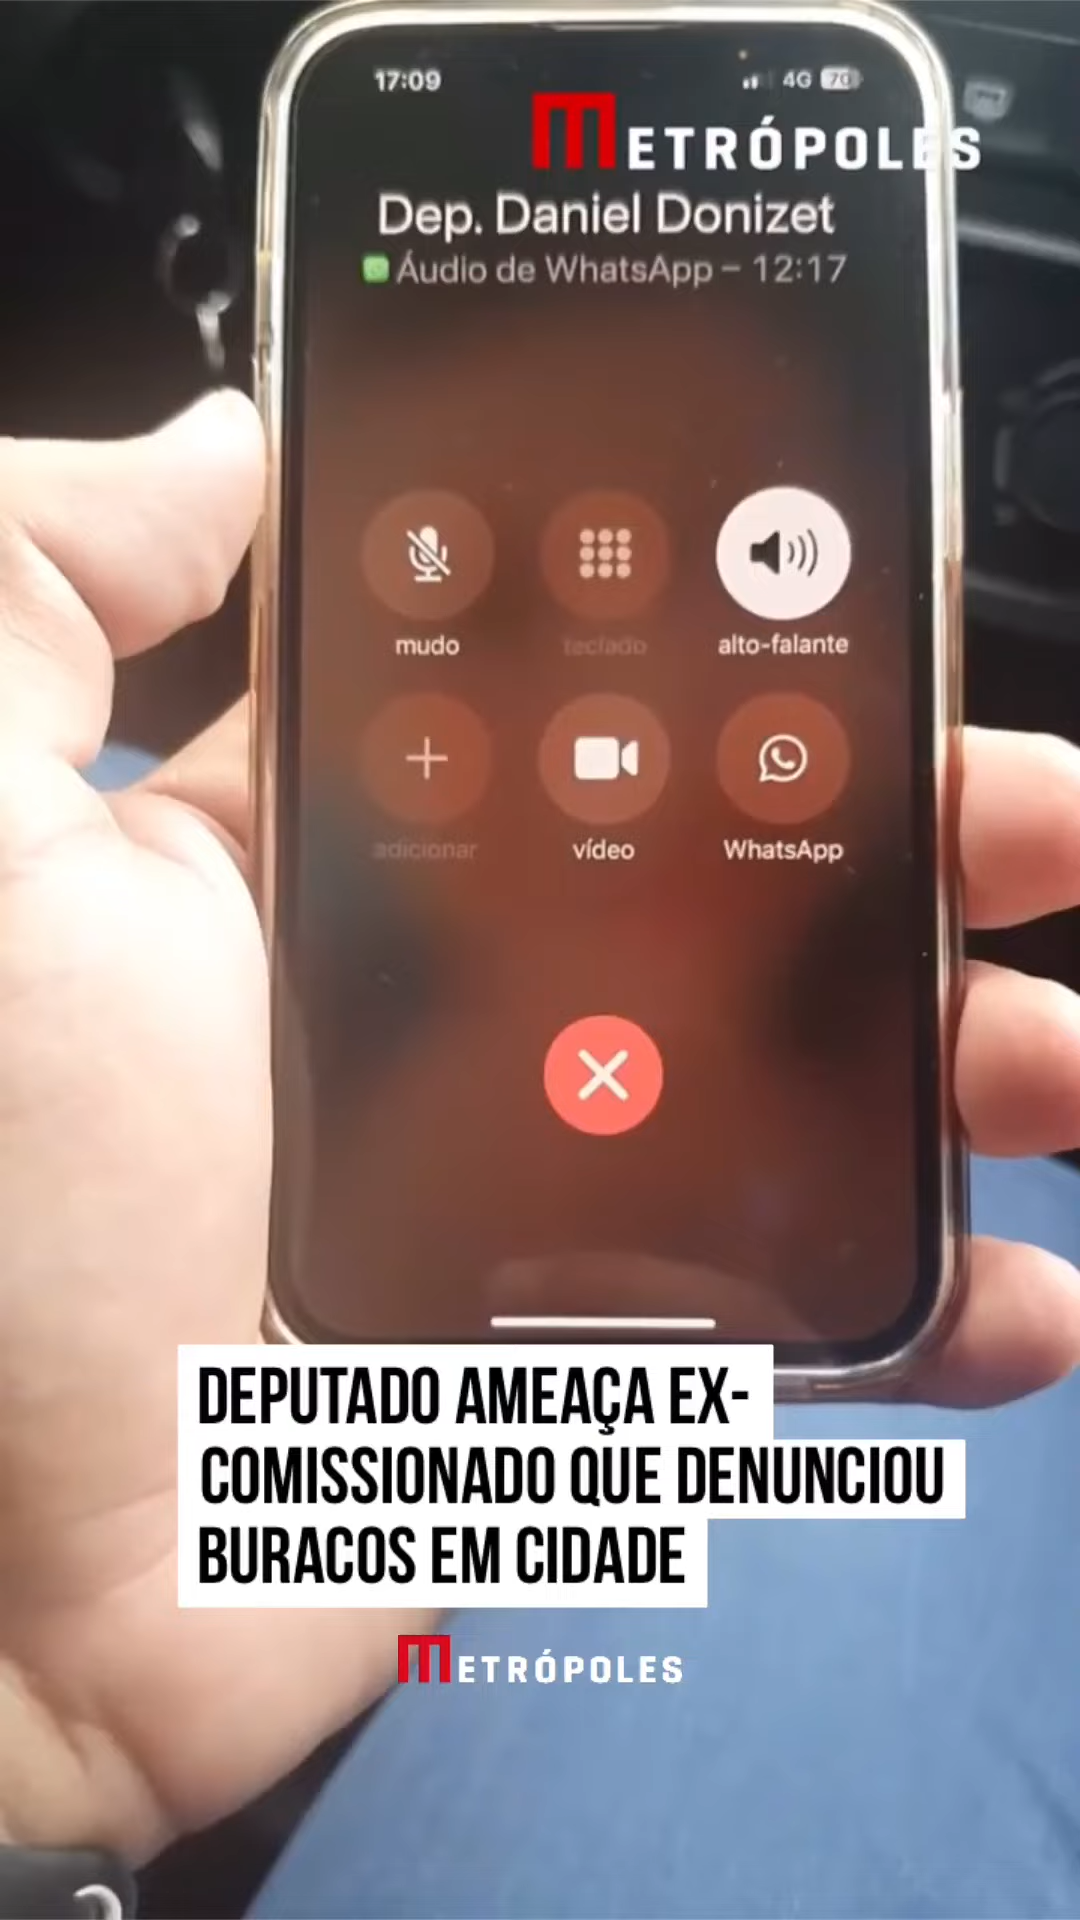 17:09
4G 70
METRÓPOLES
Dep. Daniel Donizet
Áudio de WhatsApp – 12:17
mudo
teclado
alto-falante
adicionar
vídeo
WhatsApp
DEPUTADO AMEAÇA EX-
COMISSIONADO QUE DENUNCIOU
BURACOS EM CIDADE
METRÓPOLES